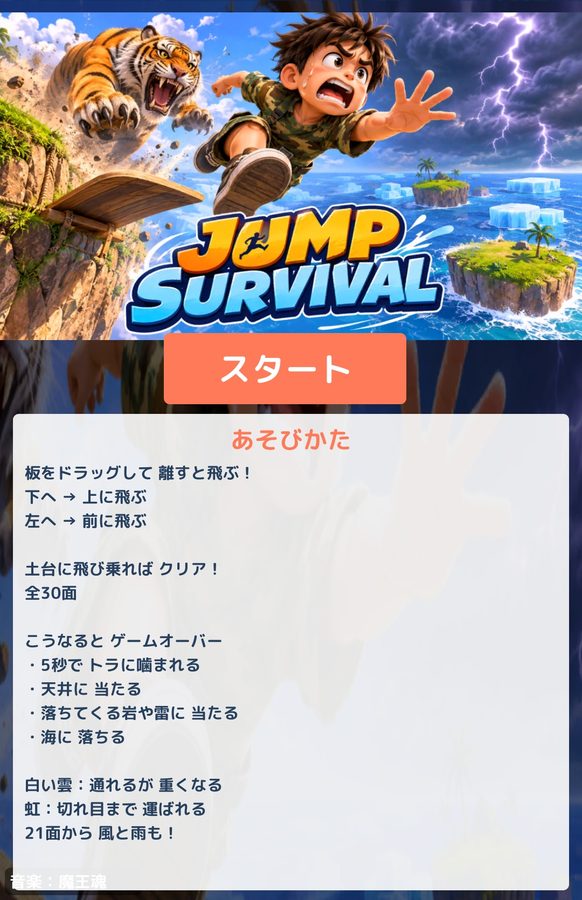 JUMP
SURVIVAL
スタート
あそびかた
板をドラッグして 離すと飛ぶ！
下へ → 上に飛ぶ
左へ → 前に飛ぶ
土台に飛び乗れば クリア！
全30面
こうなると ゲームオーバー
・5秒で トラに噛まれる
・天井に 当たる
・落ちてくる岩や雷に 当たる
・海に 落ちる
白い雲：通れるが 重くなる
虹：切れ目まで 運ばれる
21面から 風と雨も！
音楽：魔王魂